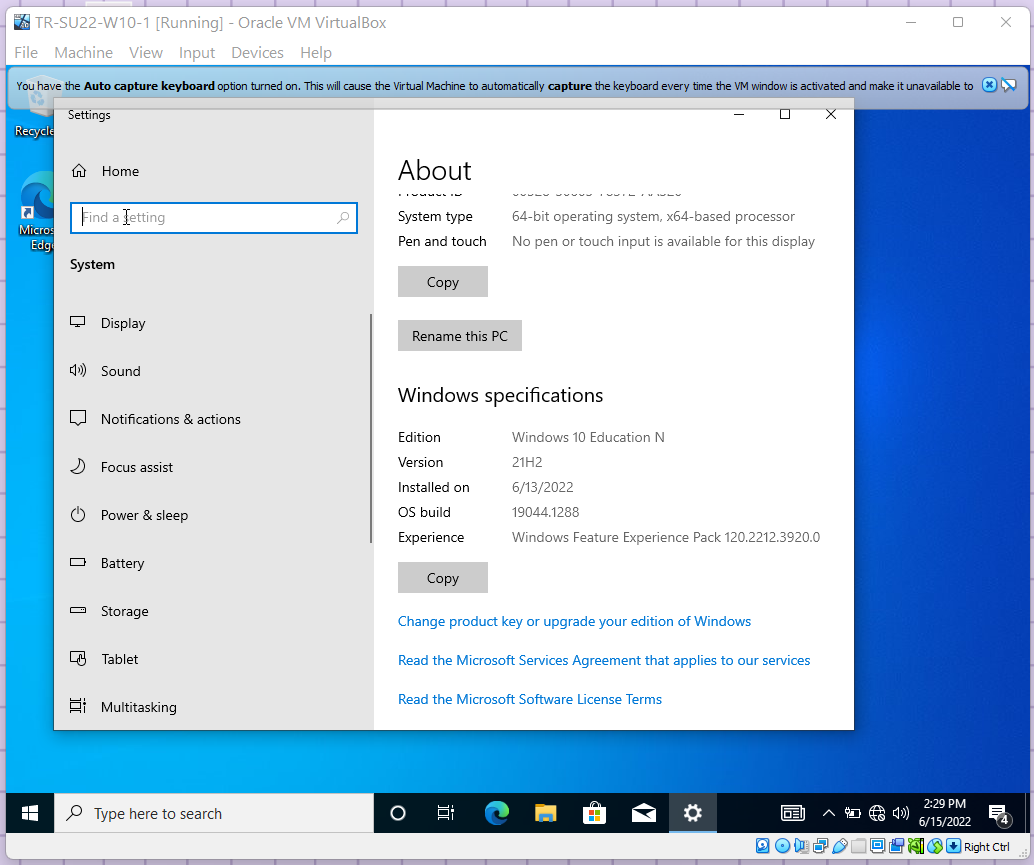 TR-SU22-W10-1 [Running] - Oracle VM VirtualBox
File Machine View Input Devices Help
You have the Auto capture keyboard option turned on. This will cause the Virtual Machine to automatically capture the keyboard every time the VM window is activated and make it unavailable to
Recycle
Micros
Edg
Settings
Home
Find a setting
System
Display
Sound
Notifications & actions
Focus assist
Power & sleep
Battery
Storage
Tablet
Multitasking
About
System type 64-bit operating system, x64-based processor
Pen and touch No pen or touch input is available for this display
Copy
Rename this PC
Windows specifications
Edition Windows 10 Education N
Version 21H2
Installed on 6/13/2022
OS build 19044.1288
Experience Windows Feature Experience Pack 120.2212.3920.0
Copy
Change product key or upgrade your edition of Windows
Read the Microsoft Services Agreement that applies to our services
Read the Microsoft Software License Terms
Type here to search
2:29 PM
6/15/2022
4
Right Ctrl